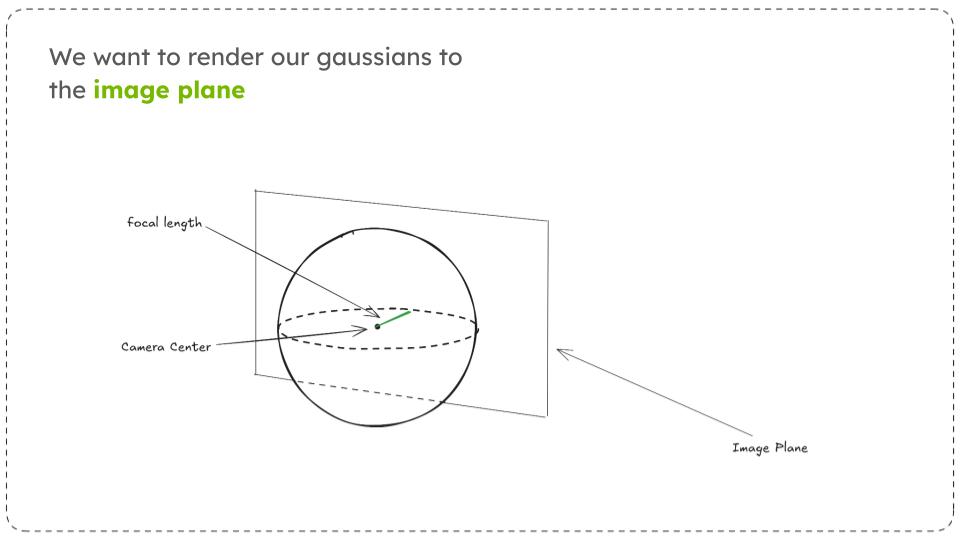 We want to render our gaussians to
the image plane
focal length
Camera Center
Image Plane